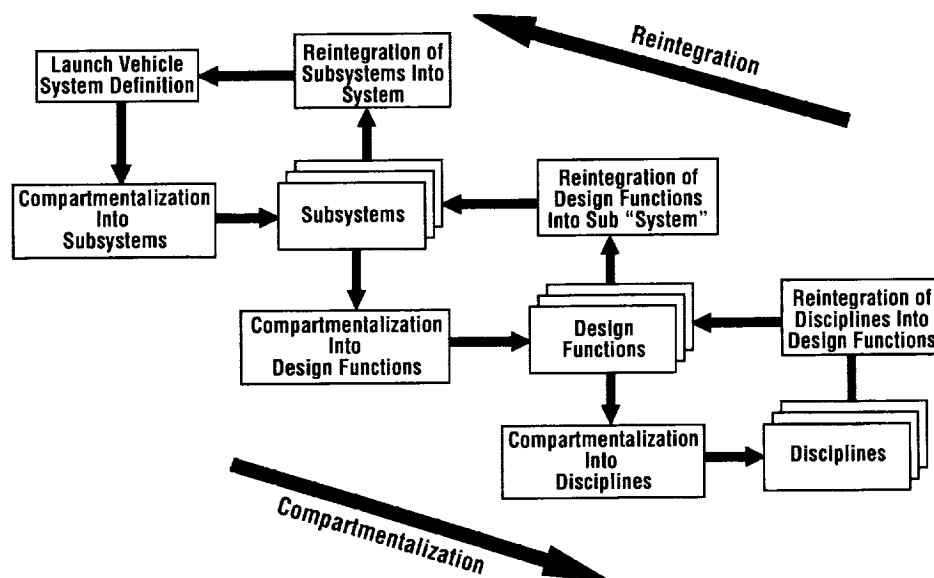 Reintegration
Launch Vehicle
System Definition
Reintegration of
Subsystems Into
System
Compartmentalization
Into
Subsystems
Subsystems
Reintegration of
Design Functions
Into Sub “System”
Compartmentalization
Into
Design Functions
Design
Functions
Reintegration of
Disciplines Into
Design Functions
Compartmentalization
Into
Disciplines
Disciplines
Compartmentalization